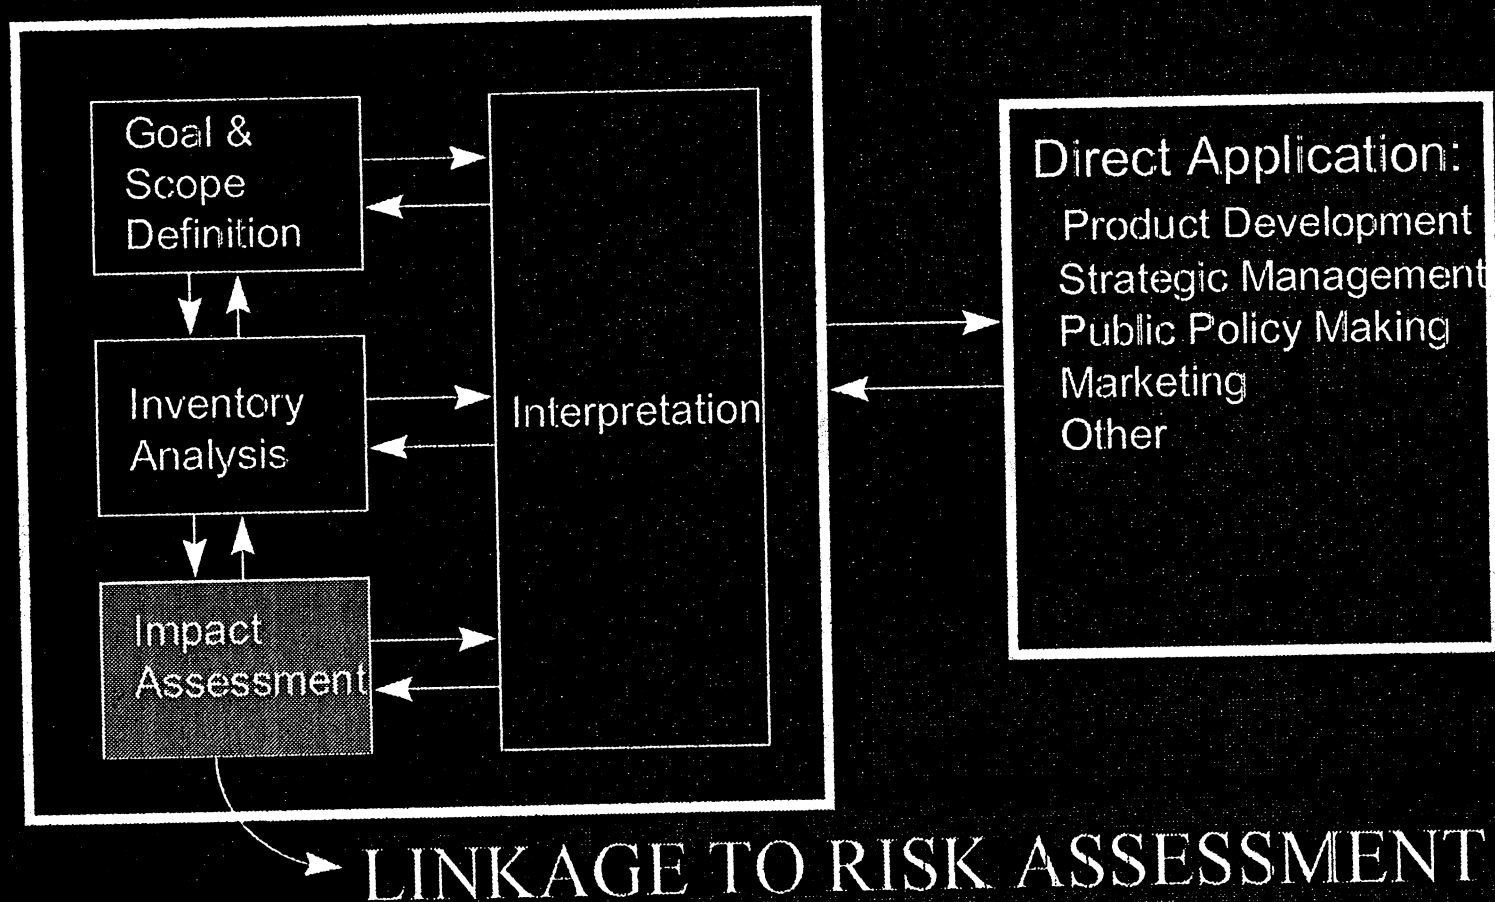 Goal &
Scope
Definition
Inventory
Analysis
Impact
Assessment
Interpretation
Direct Application:
Product Development
Strategic Management
Public Policy Making
Marketing
Other
LINKAGE TO RISK ASSESSMENT